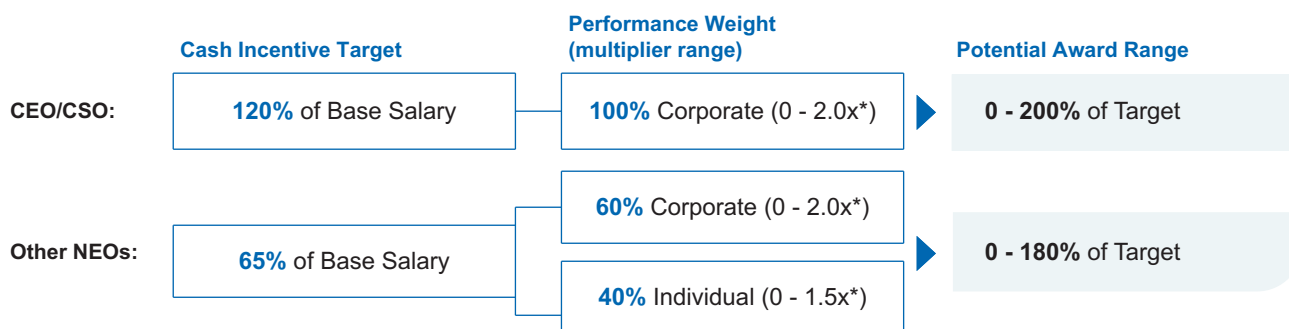 Cash Incentive Target
Performance Weight
(multiplier range)
Potential Award Range
CEO/CSO:
120% of Base Salary
100% Corporate (0 - 2.0x*)
0 - 200% of Target
Other NEOs:
65% of Base Salary
60% Corporate (0 - 2.0x*)
40% Individual (0 - 1.5x*)
0 - 180% of Target